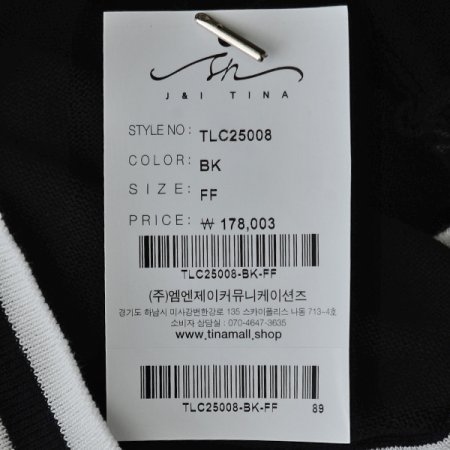 J & I TINA
STYLE NO : TLC25008
COLOR: BK
SIZE: FF
PRICE: ₩ 178,003
TLC25008-BK-FF
(주)엠엔제이커뮤니케이션즈
경기도 하남시 미사강변한강로 135 스카이폴리스 나동 713-4호
소비자 상담실 : 070-4647-3635
www.tinamall.shop
TLC25008-BK-FF 89